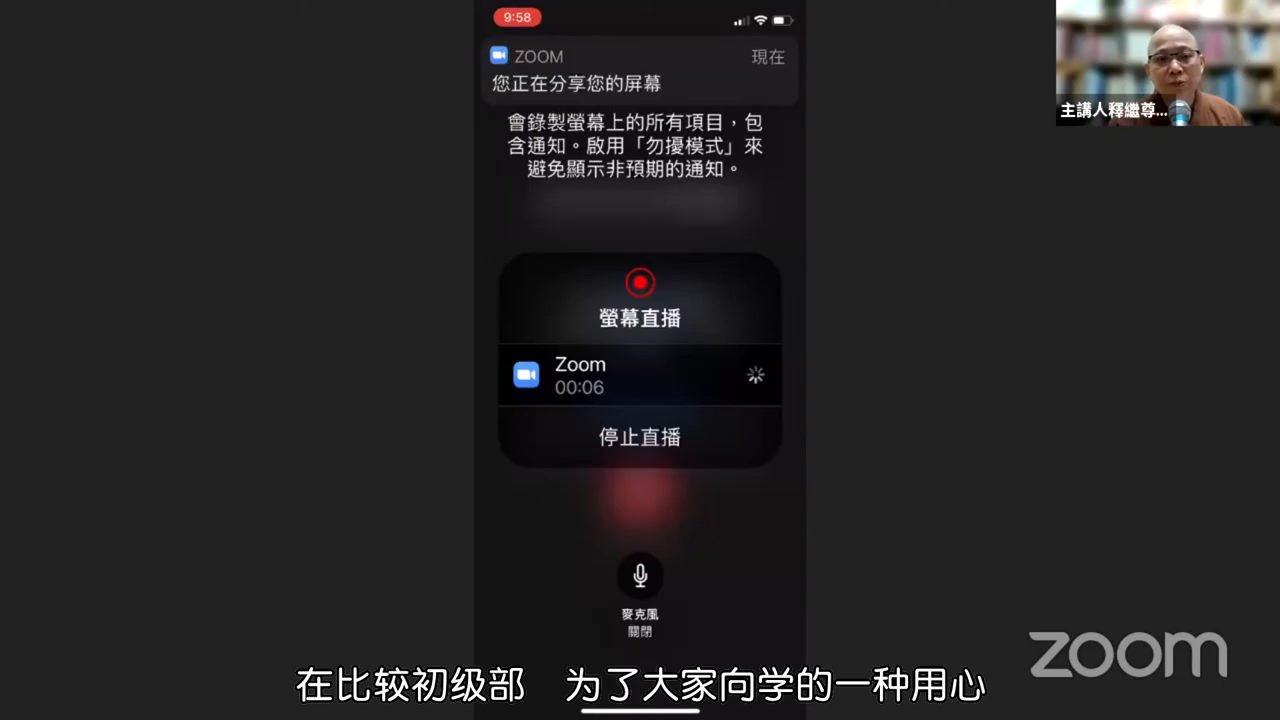 9:58
ZOOM
現在
您正在分享您的屏幕
會錄製螢幕上的所有項目，包
含通知。啟用「勿擾模式」來
避免顯示非預期的通知。
主講人釋繼尊...
螢幕直播
Zoom
00:06
停止直播
麥克風
關閉
zoom
在比较初级部　为了大家向学的一种用心